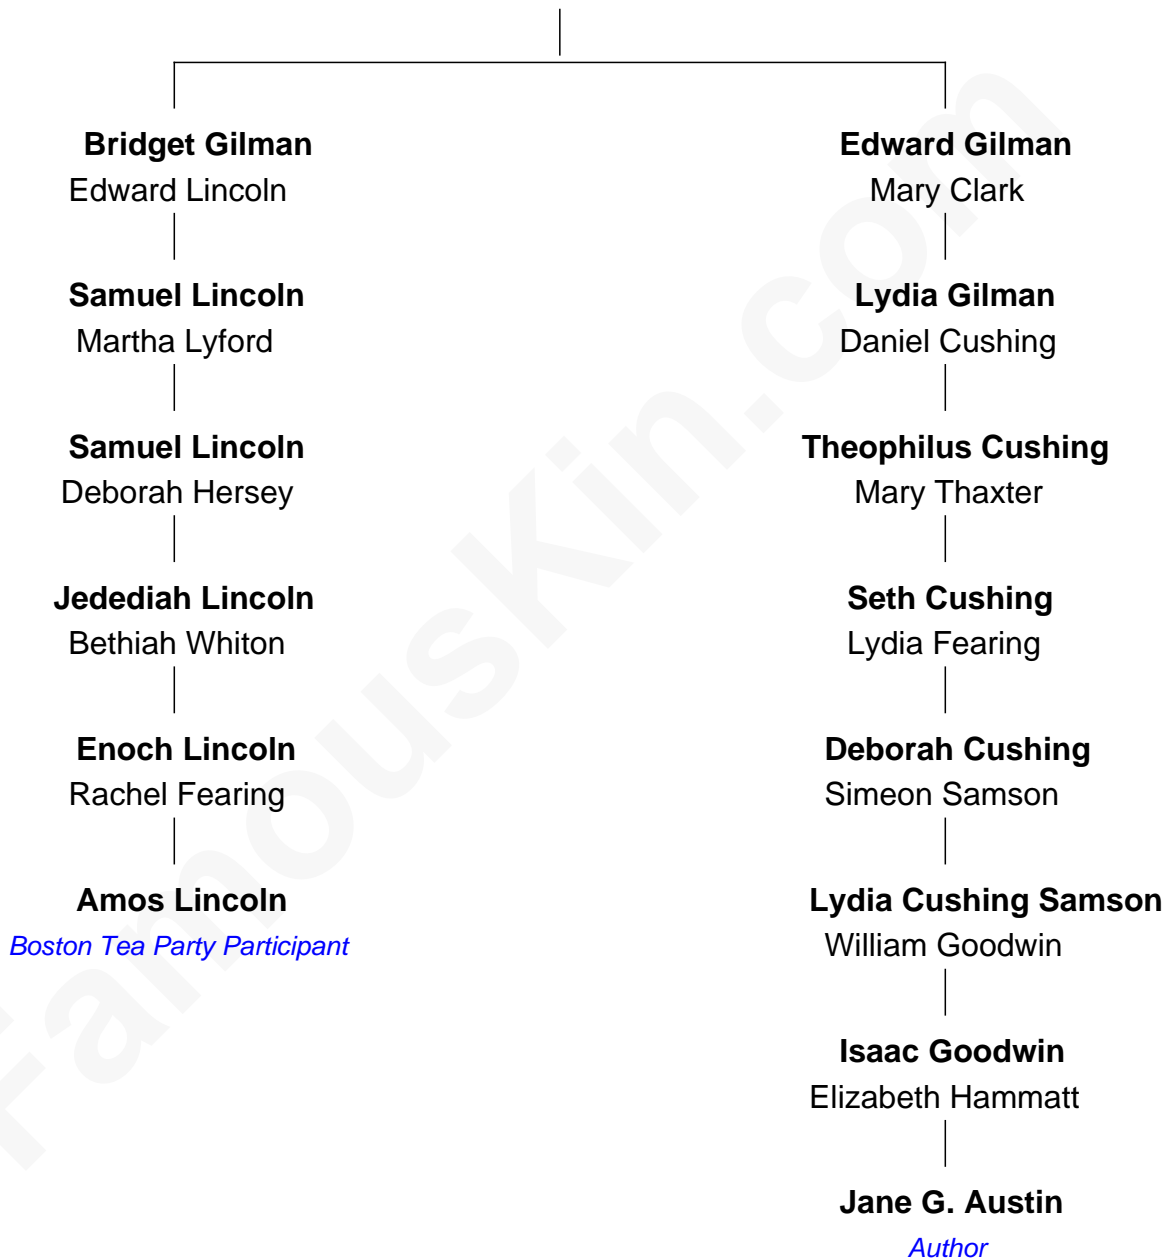 Bridget Gilman
Edward Lincoln
Edward Gilman
Mary Clark
Samuel Lincoln
Martha Lyford
Lydia Gilman
Daniel Cushing
Samuel Lincoln
Deborah Hersey
Theophilus Cushing
Mary Thaxter
Jedediah Lincoln
Bethiah Whiton
Seth Cushing
Lydia Fearing
Enoch Lincoln
Rachel Fearing
Deborah Cushing
Simeon Samson
Amos Lincoln
Boston Tea Party Participant
Lydia Cushing Samson
William Goodwin
Isaac Goodwin
Elizabeth Hammatt
Jane G. Austin
Author
FamousKin.com